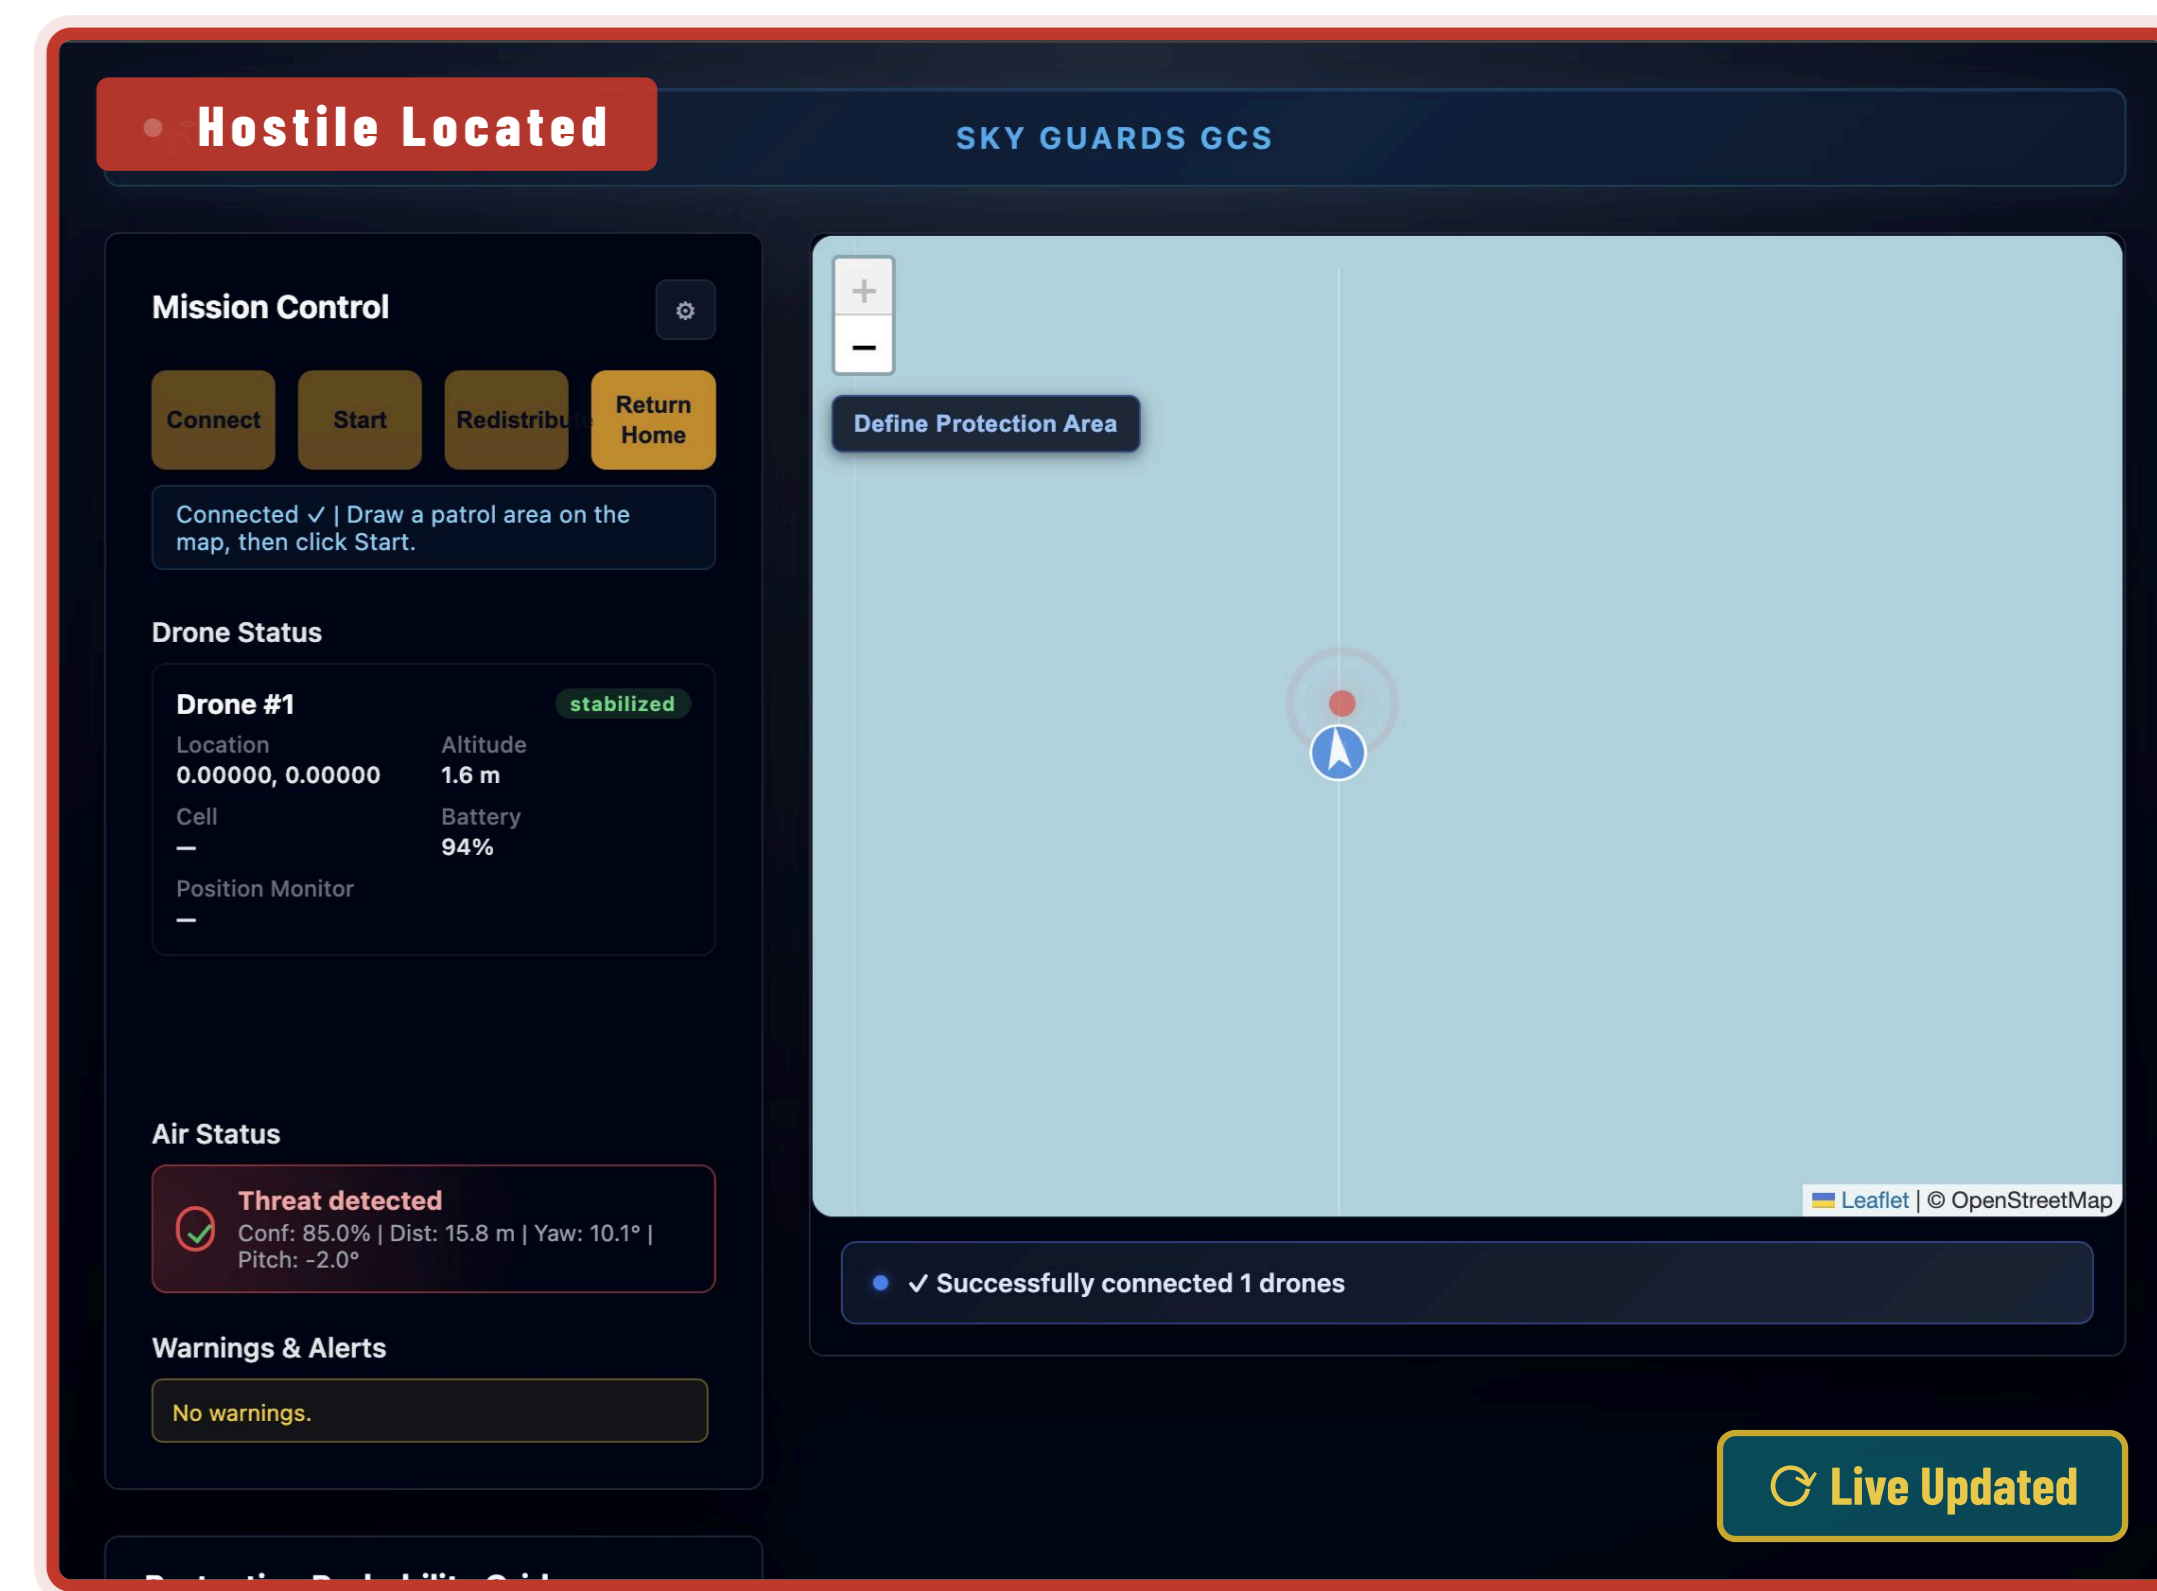 Hostile Located
SKY GUARDS GCS
Mission Control
Connect
Start
Redistribute
Return
Home
Connected ✓ | Draw a patrol area on the
map, then click Start.
Drone Status
Drone #1
stabilized
Location
Altitude
0.00000, 0.00000
1.6 m
Cell
Battery
—
94%
Position Monitor
—
Air Status
Threat detected
Conf: 85.0% | Dist: 15.8 m | Yaw: 10.1° |
Pitch: -2.0°
Warnings & Alerts
No warnings.
+
−
Define Protection Area
Leaflet | © OpenStreetMap
✓ Successfully connected 1 drones
Live Updated